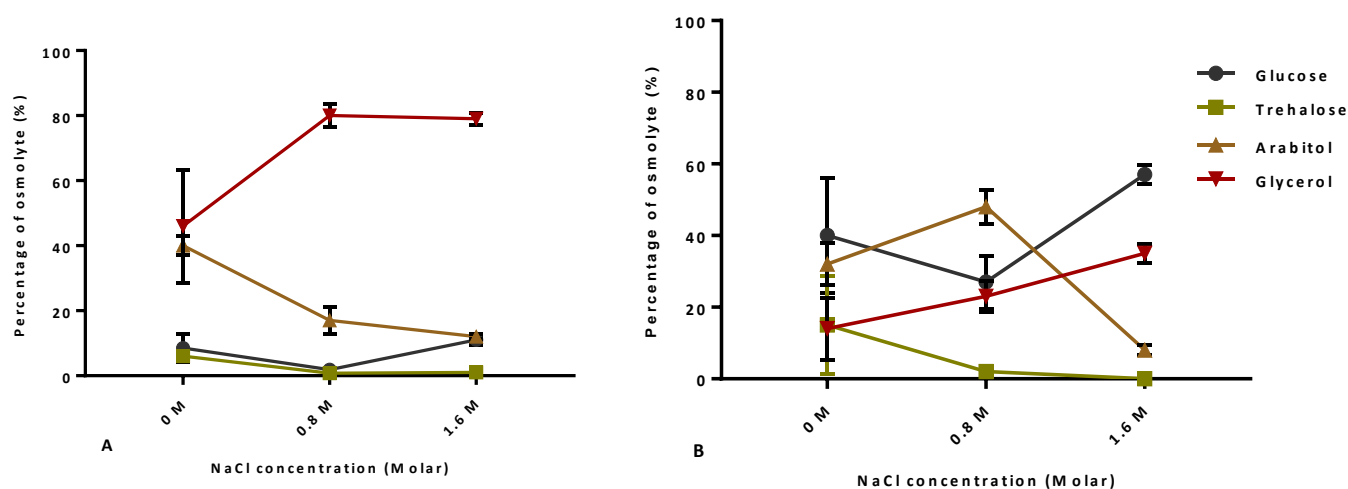 Percentage of osmolyte (%)
100
80
60
40
20
0
0 M
0.8 M
1.6 M
A
NaCl concentration (Molar)
Percentage of osmolyte (%)
100
80
60
40
20
0
0 M
0.8 M
1.6 M
B
NaCl concentration (Molar)
Glucose
Trehalose
Arabitol
Glycerol